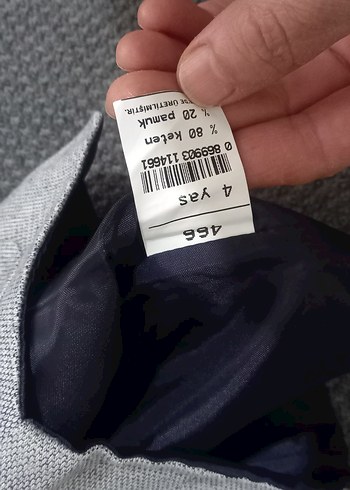 466
4 yas
0 869903 114661
% 80 keten
% 20 pamuk
ÜRETİLMİŞTİR.